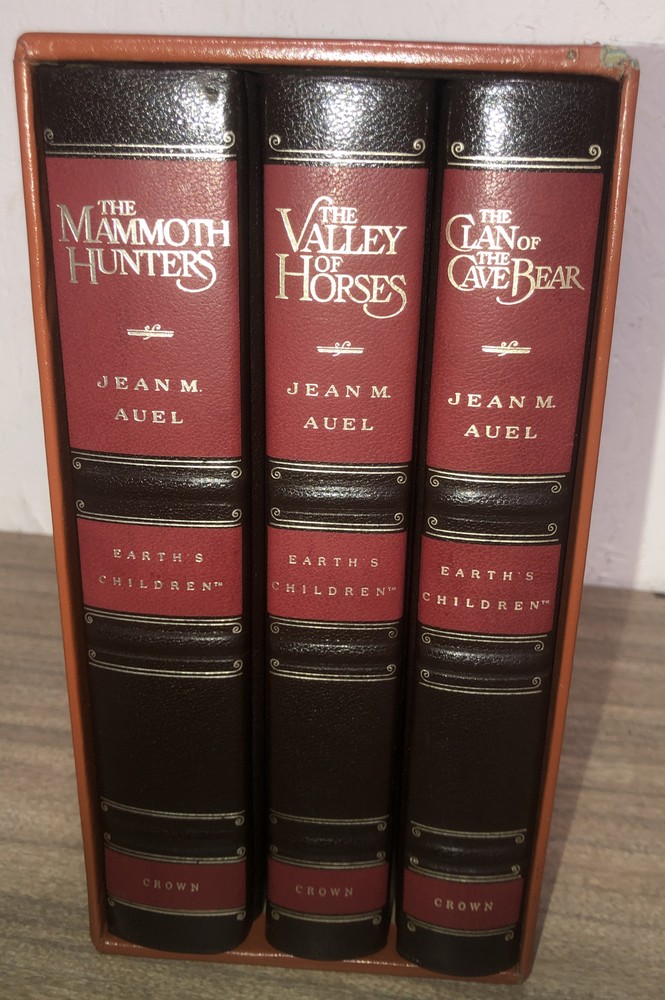 THE
MAMMOTH
HUNTERS
JEAN M.
AUEL
EARTH'S
CHILDREN™
CROWN
THE
VALLEY
OF
HORSES
JEAN M.
AUEL
EARTH'S
CHILDREN™
CROWN
THE
CLAN OF
THE
CAVE BEAR
JEAN M.
AUEL
EARTH'S
CHILDREN™
CROWN